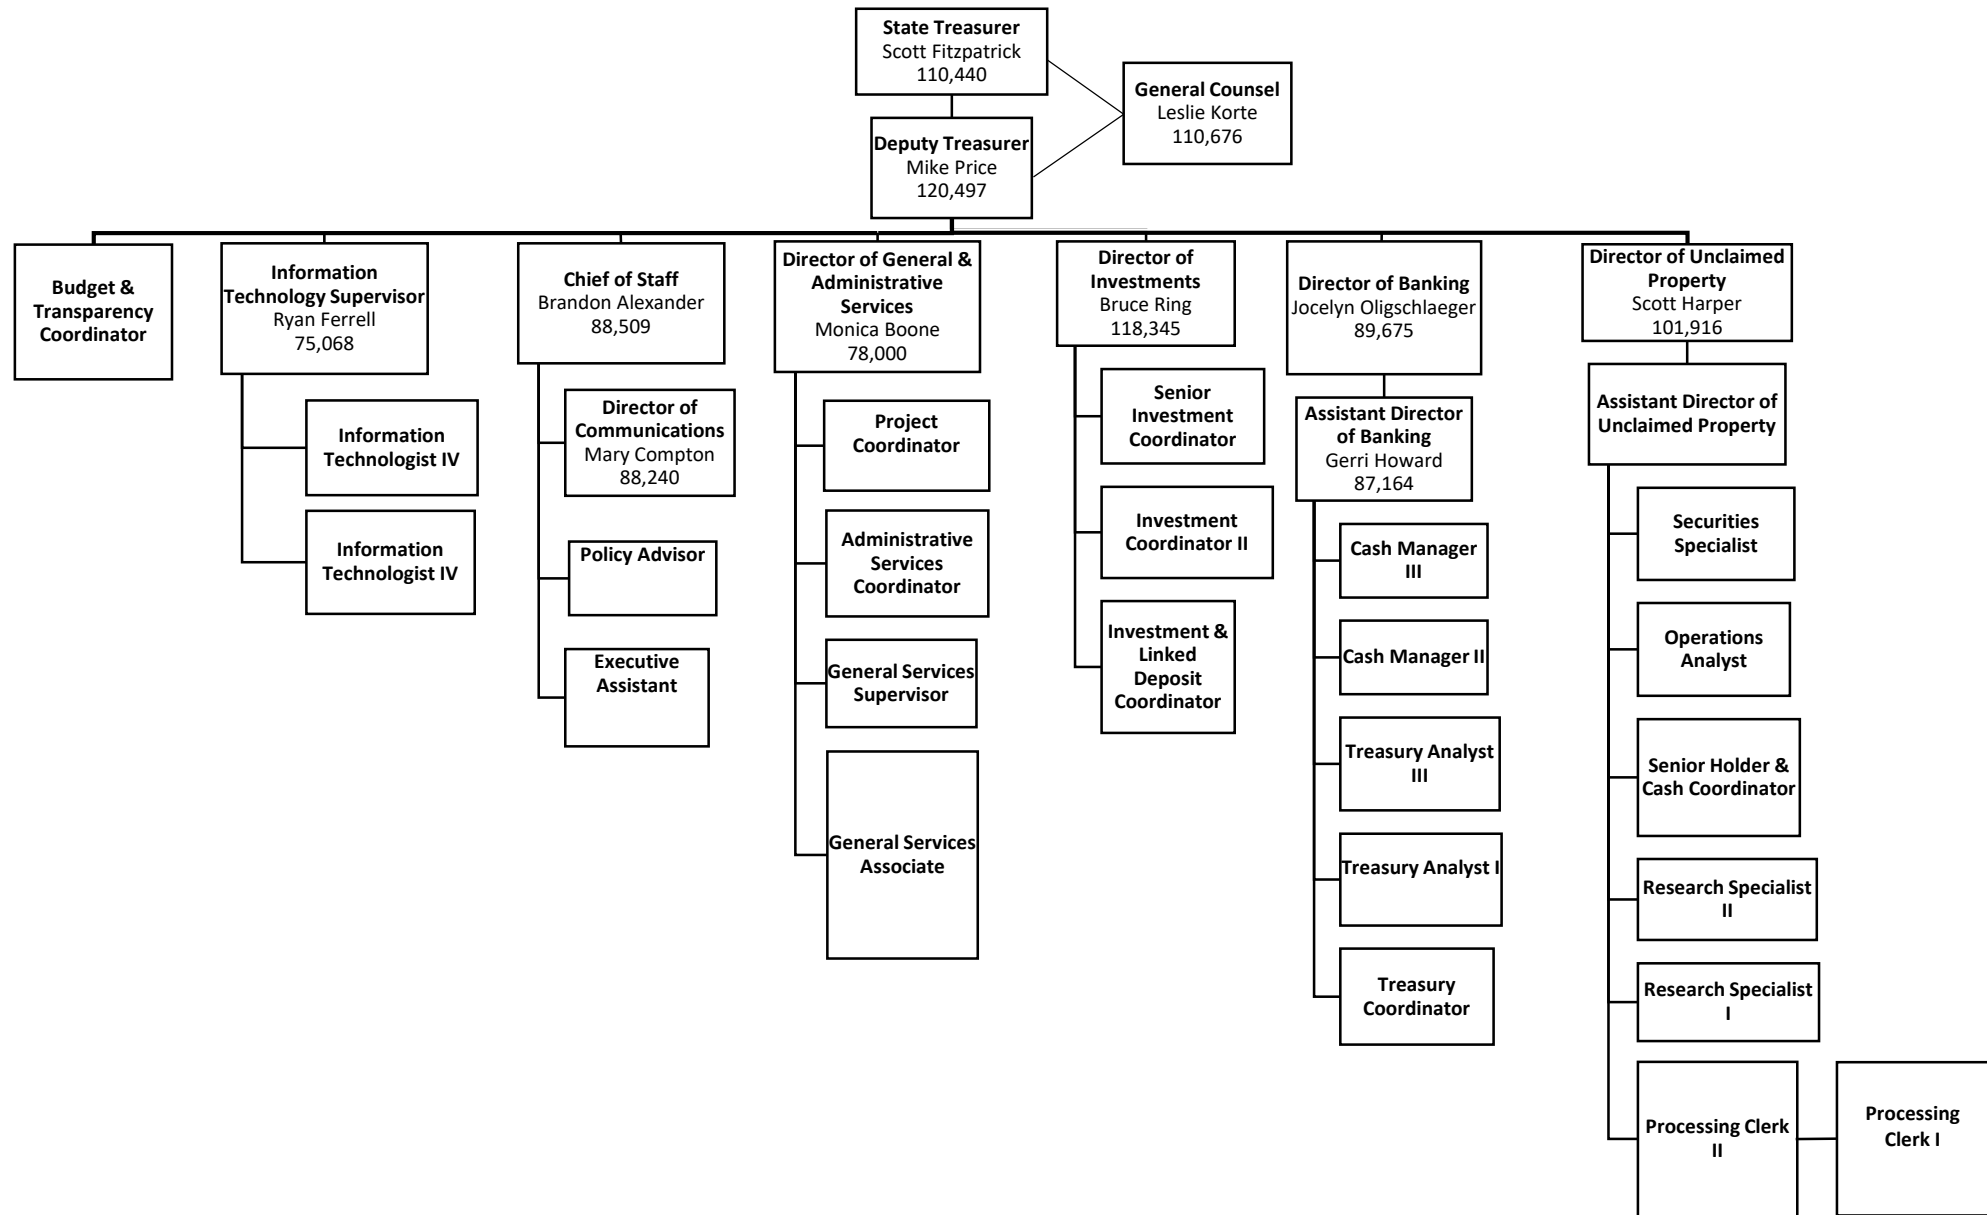 State Treasurer
Scott Fitzpatrick
110,440
General Counsel
Leslie Korte
110,676
Deputy Treasurer
Mike Price
120,497
Budget &
Transparency
Coordinator
Information
Technology Supervisor
Ryan Ferrell
75,068
Information
Technologist IV
Information
Technologist IV
Chief of Staff
Brandon Alexander
88,509
Director of
Communications
Mary Compton
88,240
Policy Advisor
Executive
Assistant
Director of General &
Administrative
Services
Monica Boone
78,000
Project
Coordinator
Administrative
Services
Coordinator
General Services
Supervisor
General Services
Associate
Director of
Investments
Bruce Ring
118,345
Senior
Investment
Coordinator
Investment
Coordinator II
Investment &
Linked
Deposit
Coordinator
Director of Banking
Jocelyn Oligschlaeger
89,675
Assistant Director
of Banking
Gerri Howard
87,164
Cash Manager
III
Cash Manager II
Treasury Analyst
III
Treasury Analyst I
Treasury
Coordinator
Director of Unclaimed
Property
Scott Harper
101,916
Assistant Director of
Unclaimed Property
Securities
Specialist
Operations
Analyst
Senior Holder &
Cash Coordinator
Research Specialist
II
Research Specialist
I
Processing Clerk
II
Processing
Clerk I